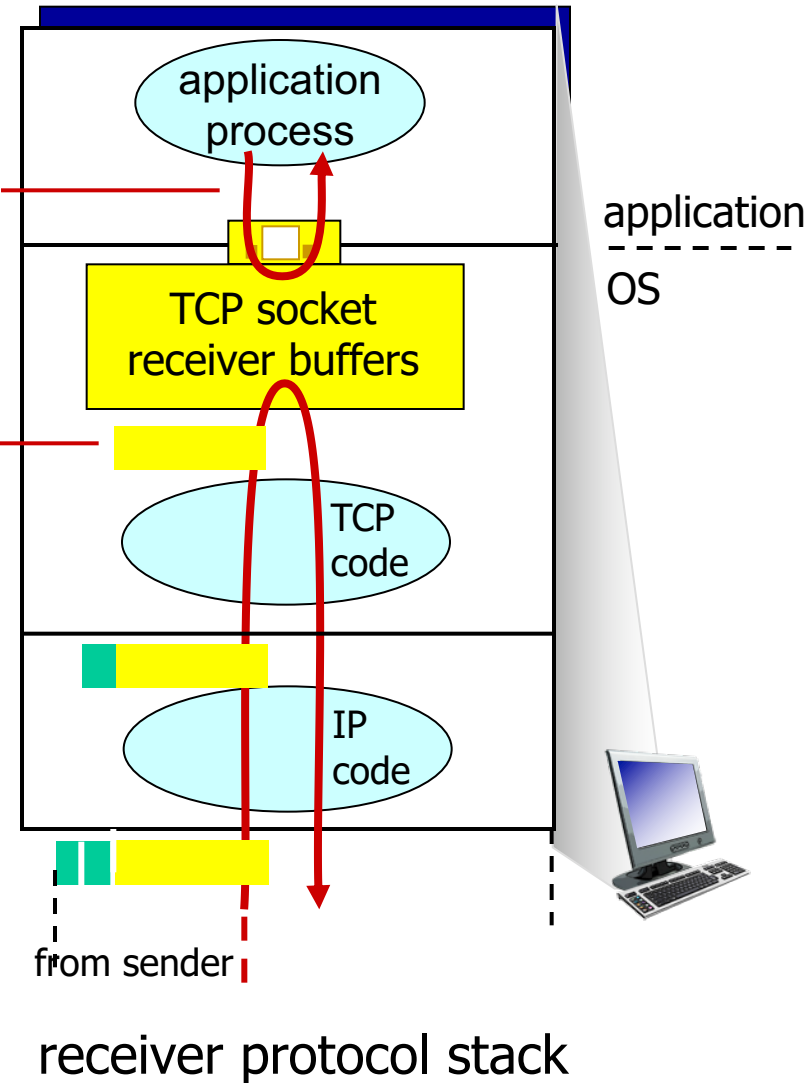 application
process
application
OS
TCP socket
receiver buffers
TCP
code
IP
code
from sender
receiver protocol stack